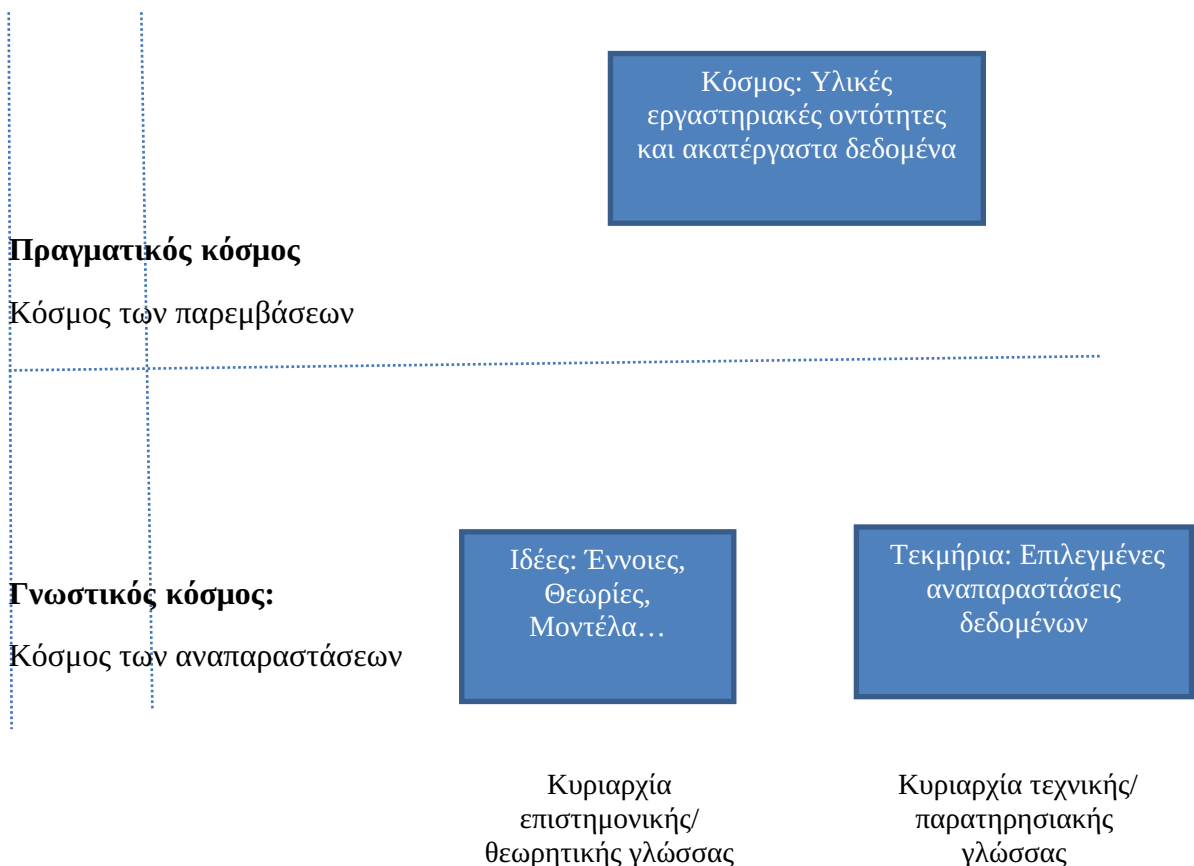 Κόσμος: Υλικές
εργαστηριακές οντότητες
και ακατέργαστα δεδομένα
Πραγματικός κόσμος
Κόσμος των παρεμβάσεων
Ιδέες: Έννοιες,
Θεωρίες,
Μοντέλα…
Τεκμήρια: Επιλεγμένες
αναπαραστάσεις
δεδομένων
Γνωστικός κόσμος:
Κόσμος των αναπαραστάσεων
Κυριαρχία
επιστημονικής/
θεωρητικής γλώσσας
Κυριαρχία τεχνικής/
παρατηρησιακής
γλώσσας